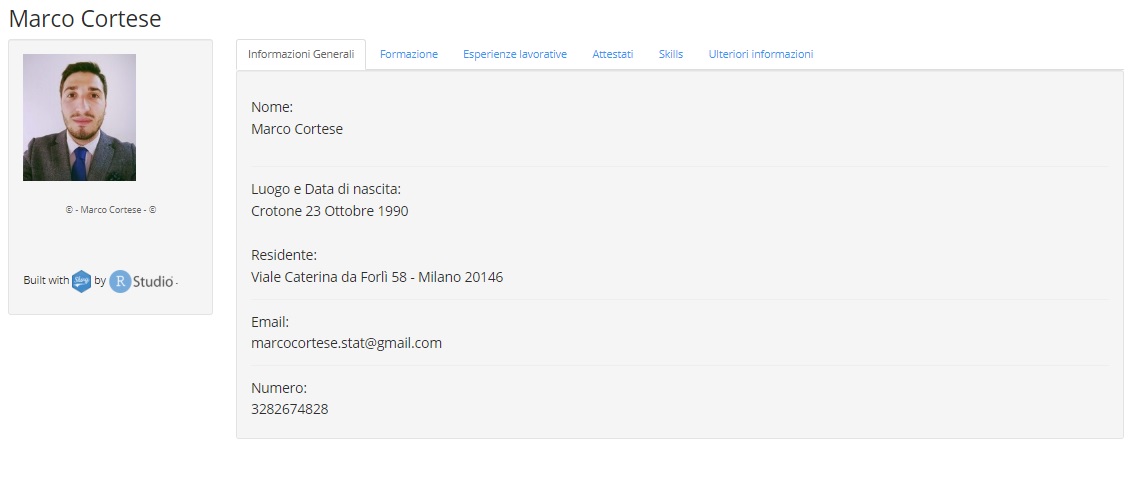 Marco Cortese
Informazioni Generali Formazione Esperienze lavorative Attestati Skills Ulteriori informazioni
Nome:
Marco Cortese
Luogo e Data di nascita:
Crotone 23 Ottobre 1990
Residente:
Viale Caterina da Forlì 58 - Milano 20146
Email:
marcocortese.stat@gmail.com
Numero:
3282674828
© - Marco Cortese - ©
Built with Shiny by R Studio.